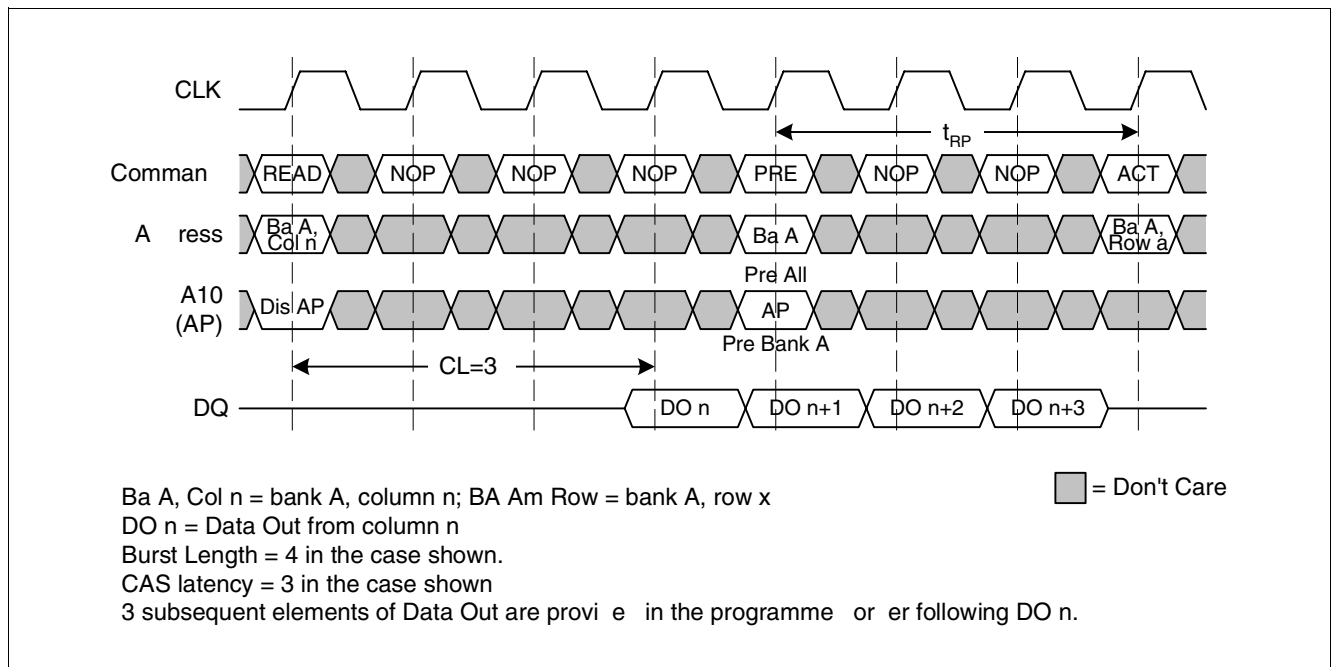 CLK
t RP
Comman
READ NOP NOP NOP PRE NOP NOP ACT
A ress
Ba A, Col n
Ba A
Ba A, Row a
Pre All
A10 (AP)
Dis AP
AP
Pre Bank A
CL=3
DQ
DO n DO n+1 DO n+2 DO n+3
Ba A, Col n = bank A, column n; BA Am Row = bank A, row x
= Don't Care
DO n = Data Out from column n
Burst Length = 4 in the case shown.
CAS latency = 3 in the case shown
3 subsequent elements of Data Out are provi e in the programme or er following DO n.